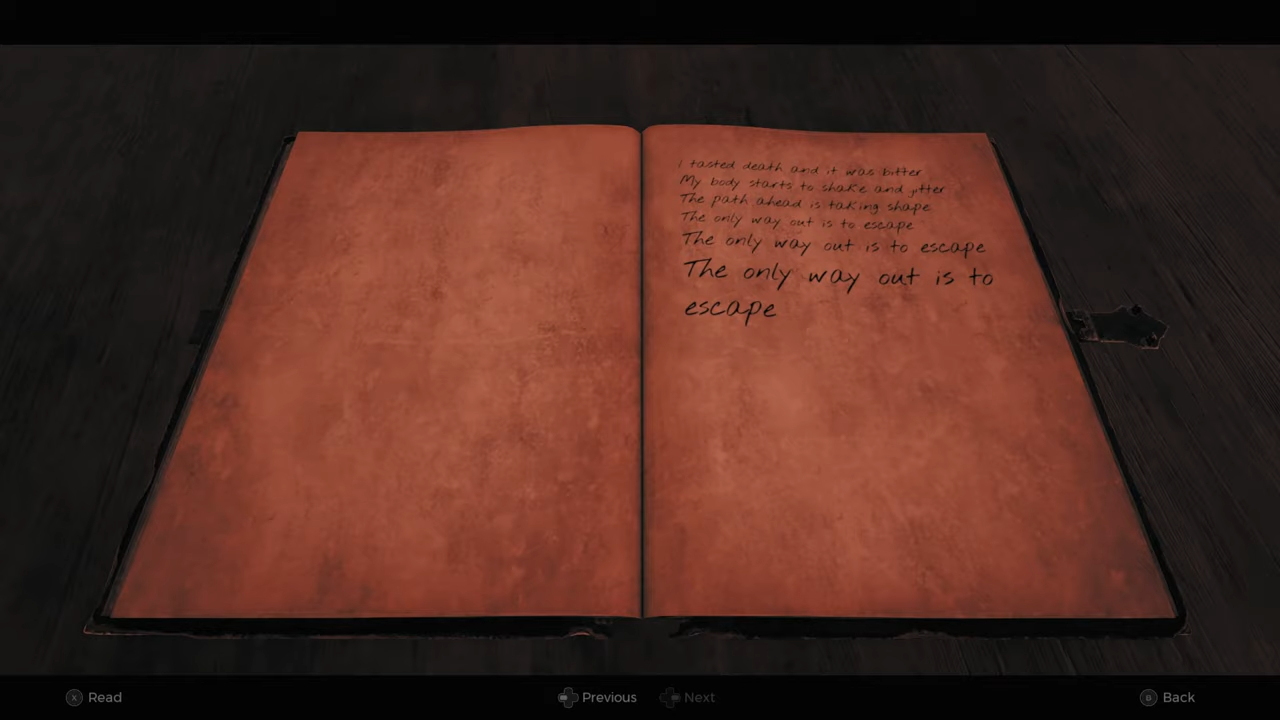 I tasted death and it was bitter
My body starts to shake and jitter
The path ahead is taking shape
The only way out is to escape
The only way out is to escape
The only way out is to
escape
X Read
Previous
Next
B Back